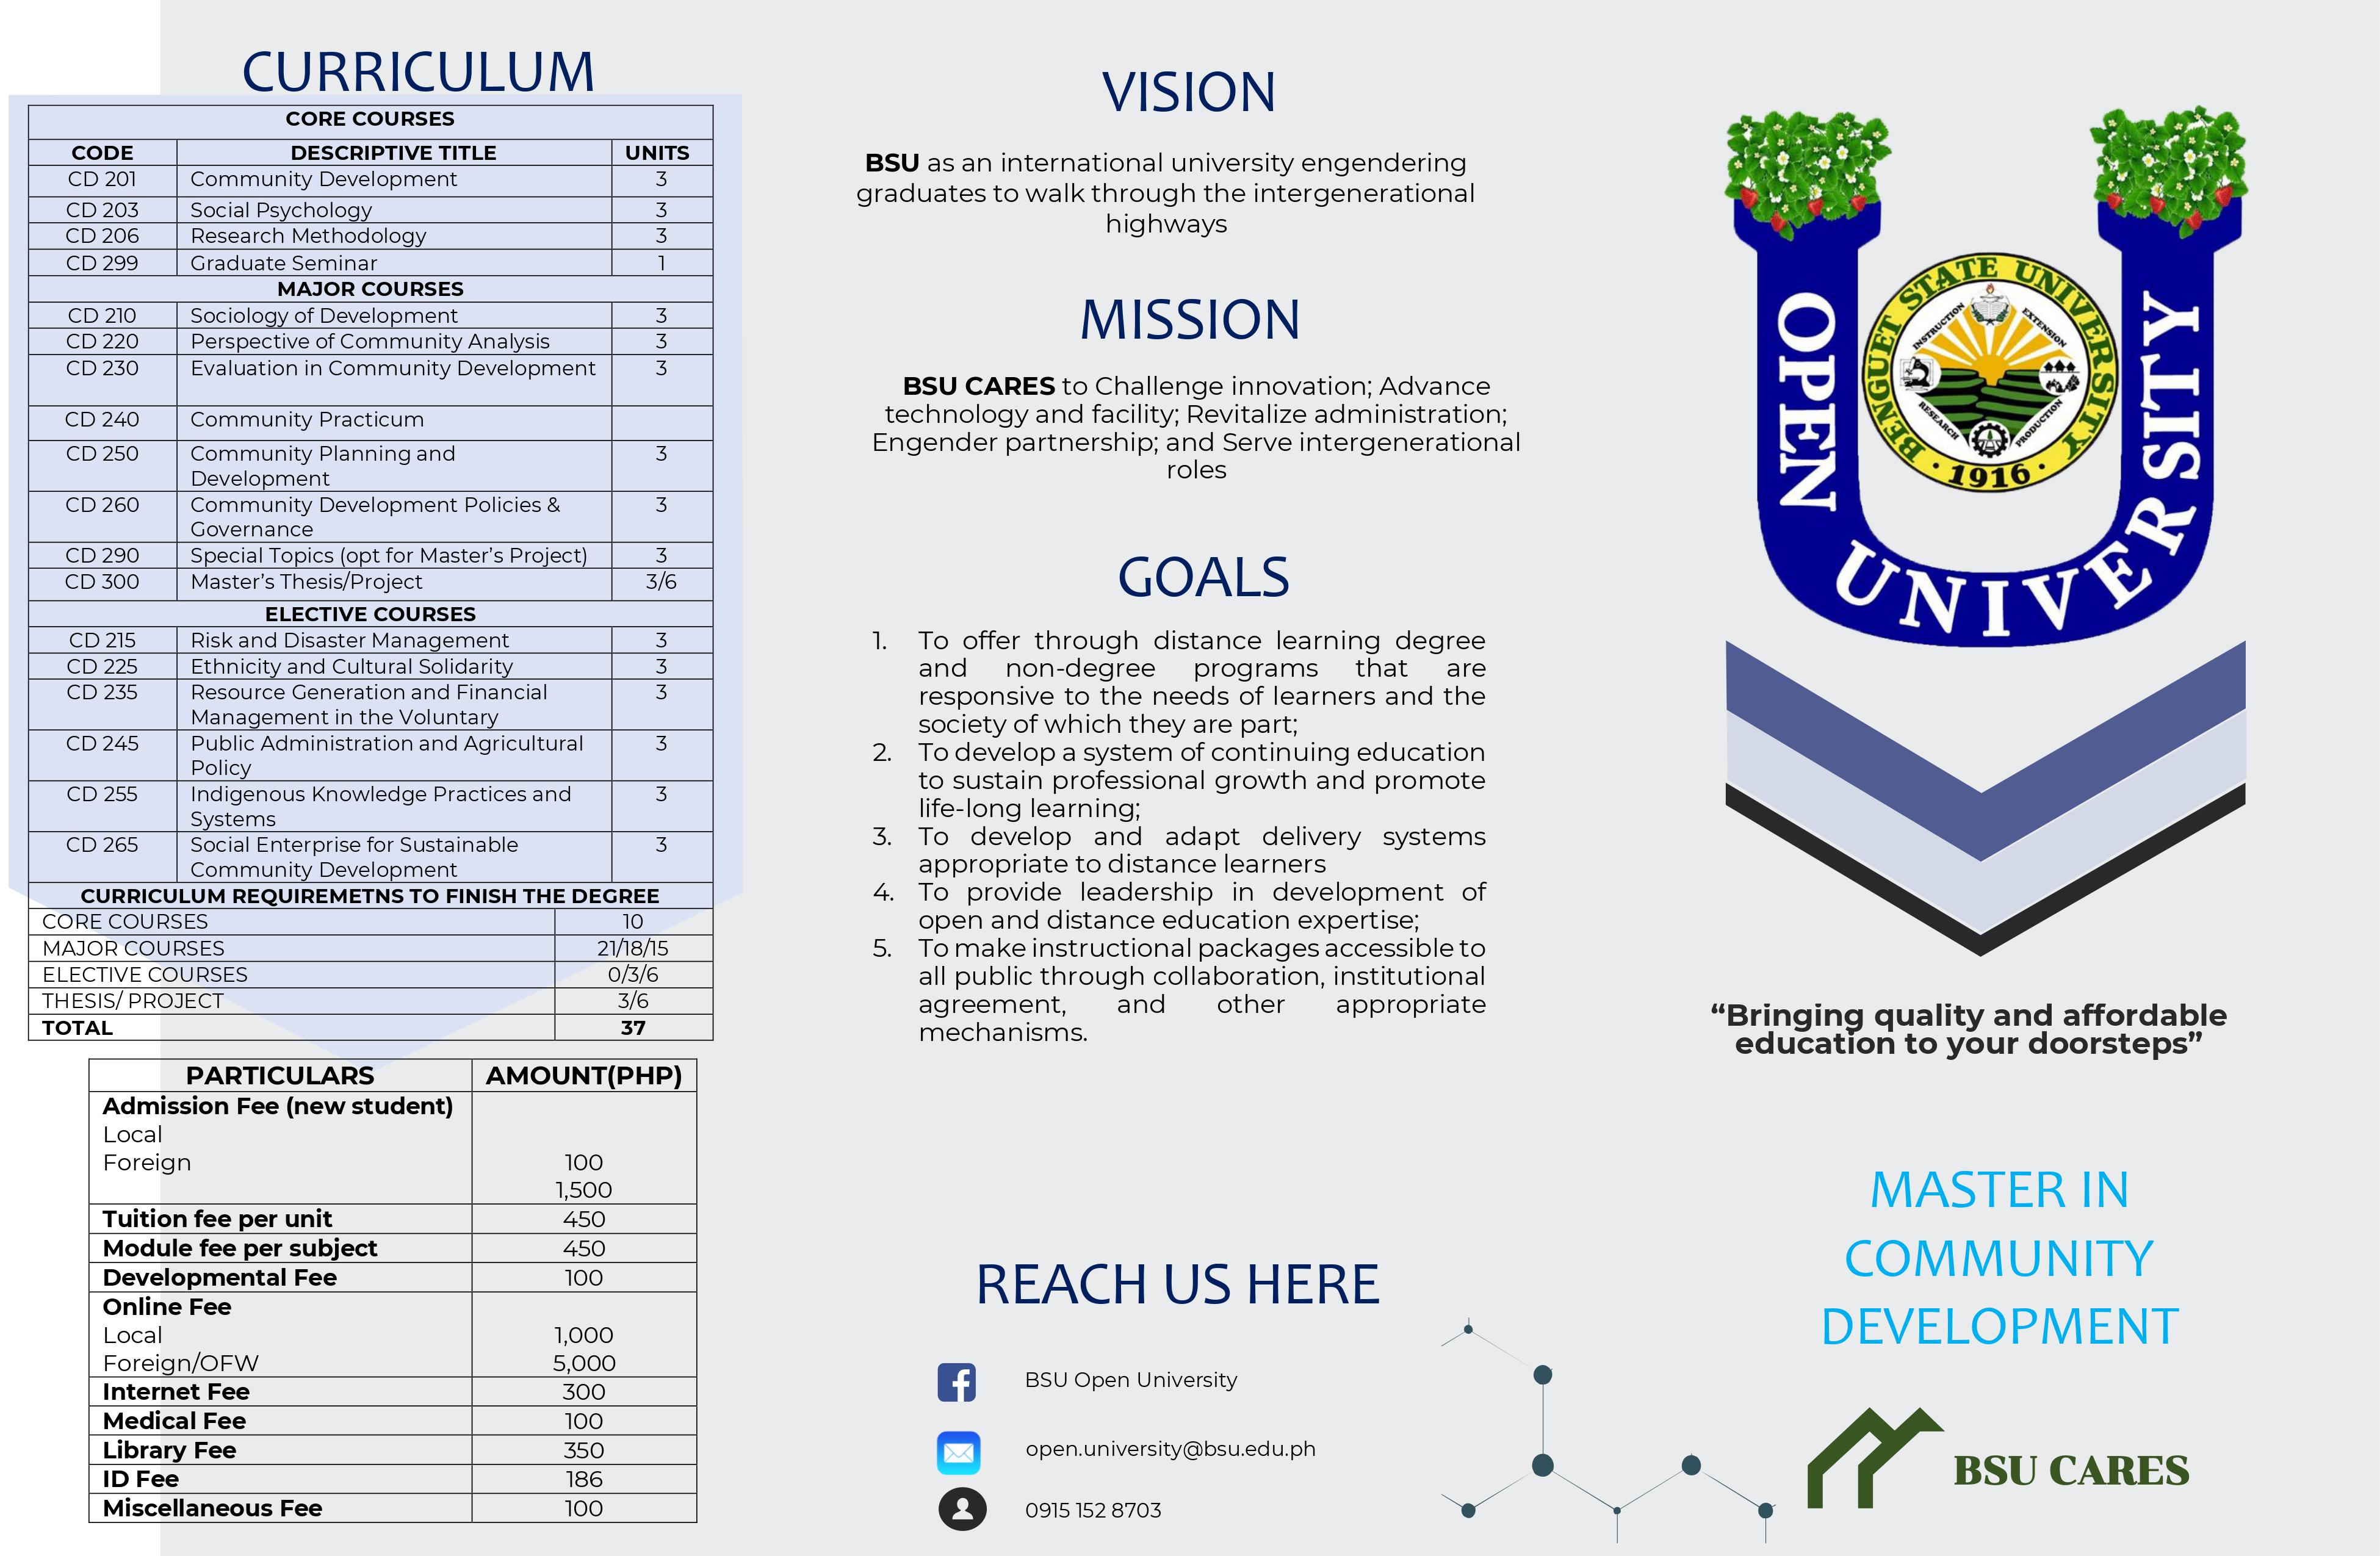 CURRICULUM
CORE COURSES
CODE DESCRIPTIVE TITLE UNITS
CD 201 Community Development 3
CD 203 Social Psychology 3
CD 206 Research Methodology 3
CD 299 Graduate Seminar 1
MAJOR COURSES
CD 210 Sociology of Development 3
CD 220 Perspective of Community Analysis 3
CD 230 Evaluation in Community Development 3
CD 240 Community Practicum
CD 250 Community Planning and 3
Development
CD 260 Community Development Policies & 3
Governance
CD 290 Special Topics (opt for Master’s Project) 3
CD 300 Master’s Thesis/Project 3/6
ELECTIVE COURSES
CD 215 Risk and Disaster Management 3
CD 225 Ethnicity and Cultural Solidarity 3
CD 235 Resource Generation and Financial 3
Management in the Voluntary
CD 245 Public Administration and Agricultural 3
Policy
CD 255 Indigenous Knowledge Practices and 3
Systems
CD 265 Social Enterprise for Sustainable 3
Community Development
CURRICULUM REQUIREMETNS TO FINISH THE DEGREE
CORE COURSES 10
MAJOR COURSES 21/18/15
ELECTIVE COURSES 0/3/6
THESIS/ PROJECT 3/6
TOTAL 37
PARTICULARS AMOUNT(PHP)
Admission Fee (new student)
Local
Foreign 100
1,500
Tuition fee per unit 450
Module fee per subject 450
Developmental Fee 100
Online Fee
Local 1,000
Foreign/OFW 5,000
Internet Fee 300
Medical Fee 100
Library Fee 350
ID Fee 186
Miscellaneous Fee 100
VISION
BSU as an international university engendering
graduates to walk through the intergenerational
highways
MISSION
BSU CARES to Challenge innovation; Advance
technology and facility; Revitalize administration;
Engender partnership; and Serve intergenerational
roles
GOALS
1. To offer through distance learning degree
and non-degree programs that are
responsive to the needs of learners and the
society of which they are part;
2. To develop a system of continuing education
to sustain professional growth and promote
life-long learning;
3. To develop and adapt delivery systems
appropriate to distance learners
4. To provide leadership in development of
open and distance education expertise;
5. To make instructional packages accessible to
all public through collaboration, institutional
agreement, and other appropriate
mechanisms.
REACH US HERE
BSU Open University
open.university@bsu.edu.ph
0915 152 8703
OPEN UNIVERSITY
BENGUET STATE UNIVERSITY
INSTRUCTION
EXTENSION
RESEARCH
PRODUCTION
· 1916 ·
“Bringing quality and affordable
education to your doorsteps”
MASTER IN
COMMUNITY
DEVELOPMENT
BSU CARES